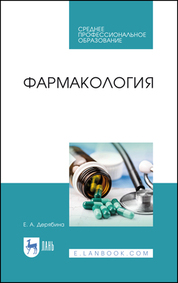 СРЕДНЕЕ
ПРОФЕССИОНАЛЬНОЕ
ОБРАЗОВАНИЕ
ФАРМАКОЛОГИЯ
Е. А. Дерябина
ЛАНЬ
E.LANBOOK.COM